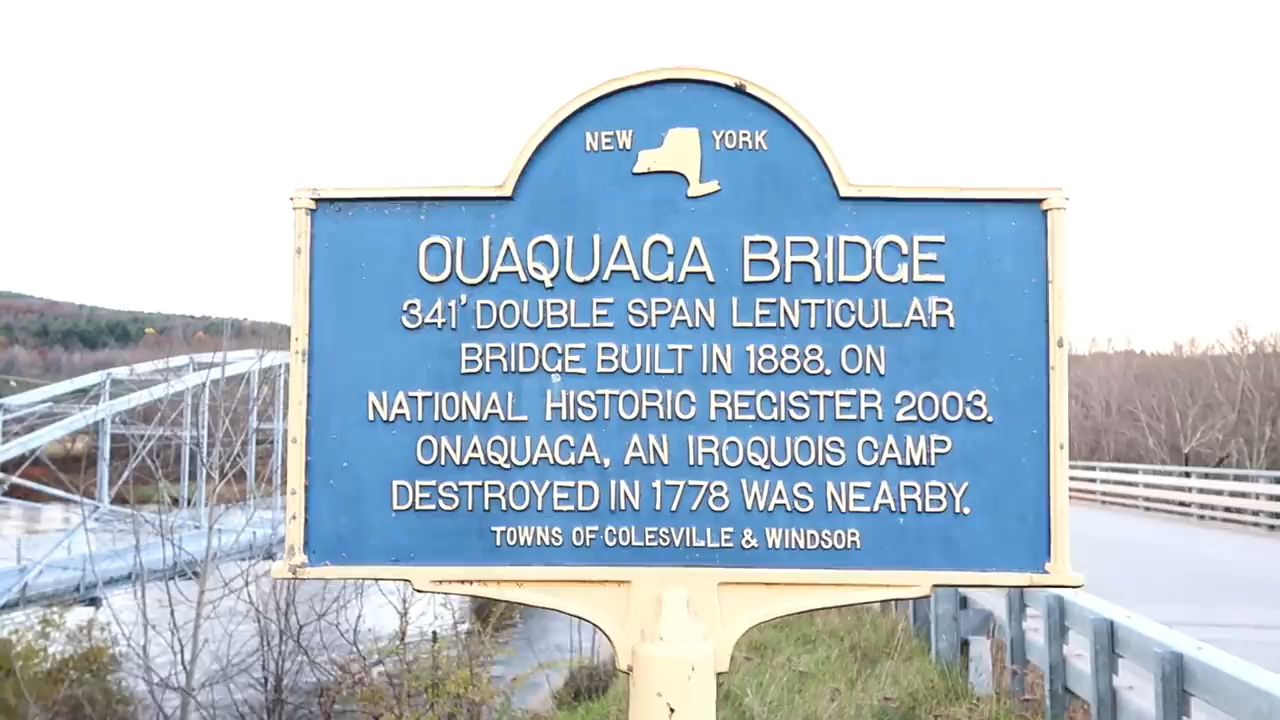 NEW YORK
OUAQUAGA BRIDGE
341' DOUBLE SPAN LENTICULAR
BRIDGE BUILT IN 1888. ON
NATIONAL HISTORIC REGISTER 2003.
ONAQUAGA, AN IROQUOIS CAMP
DESTROYED IN 1778 WAS NEARBY.
TOWNS OF COLESVILLE & WINDSOR